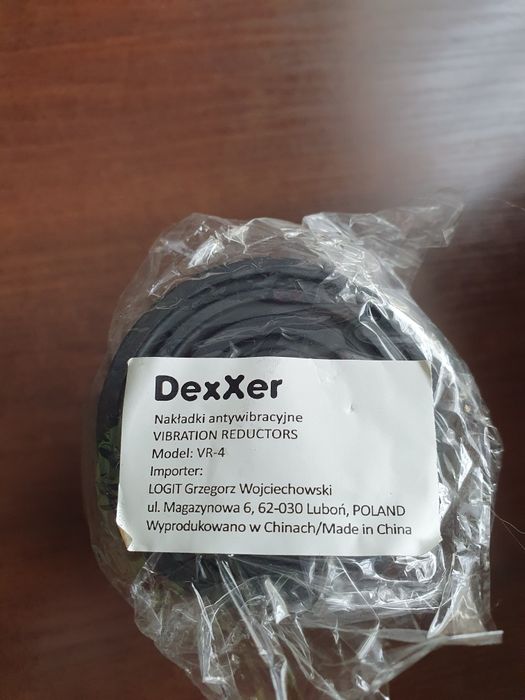 DexXer
Nakładki antywibracyjne
VIBRATION REDUCTORS
Model: VR-4
Importer:
LOGIT Grzegorz Wojciechowski
ul. Magazynowa 6, 62-030 Luboń, POLAND
Wyprodukowano w Chinach/Made in China